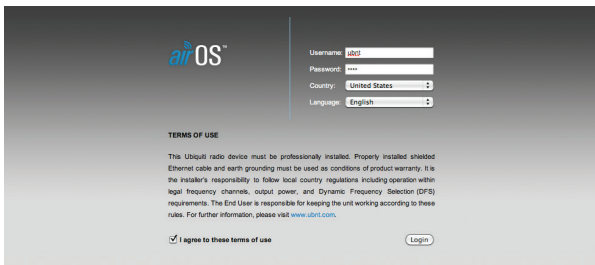 airOS™
Username: ubnt
Password: ••••
Country: United States
Language: English
TERMS OF USE
This Ubiquiti radio device must be professionally installed. Properly installed shielded
Ethernet cable and earth grounding must be used as conditions of product warranty. It is
the installer's responsibility to follow local country regulations including operation within
legal frequency channels, output power, and Dynamic Frequency Selection (DFS)
requirements. The End User is responsible for keeping the unit working according to these
rules. For further information, please visit www.ubnt.com.
I agree to these terms of use
Login